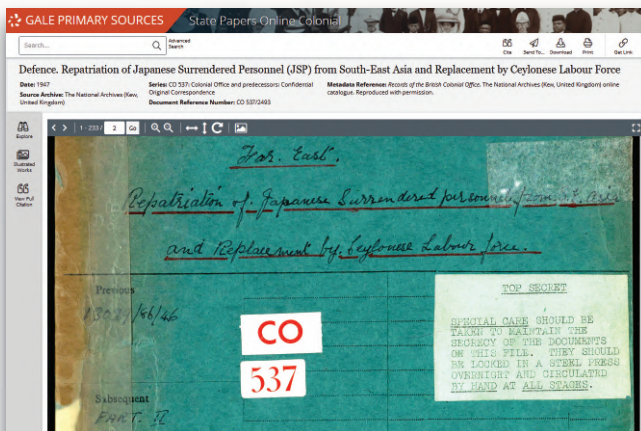 GALE PRIMARY SOURCES State Papers Online Colonial
Search... Advanced Search
Cite Send To... Download Print Get Link
Defence. Repatriation of Japanese Surrendered Personnel (JSP) from South-East Asia and Replacement by Ceylonese Labour Force
Date: 1947
Source Archive: The National Archives (Kew, United Kingdom)
Series: CO 537: Colonial Office and predecessors: Confidential Original Correspondence
Document Reference Number: CO 537/2493
Metadata Reference: Records of the Colonial Office. The National Archives (Kew, United Kingdom) online catalogue. Reproduced with permission.
Explore
Illustrated Works
View Full Citation
1 - 233 / 2 Go
Far. East.
Repatriation of Japanese Surrendered personnel from Asia
and Replacement by Ceylonese Labour force.
Previous
/86/46
CO
537
Subsequent
PART. II
TOP SECRET
SPECIAL CARE SHOULD BE
TAKEN TO MAINTAIN THE
SECRECY OF THE DOCUMENTS
ON THIS FILE. THEY SHOULD
BE LOCKED IN A STEEL PRESS
OVERNIGHT AND CIRCULATED
BY HAND AT ALL STAGES.